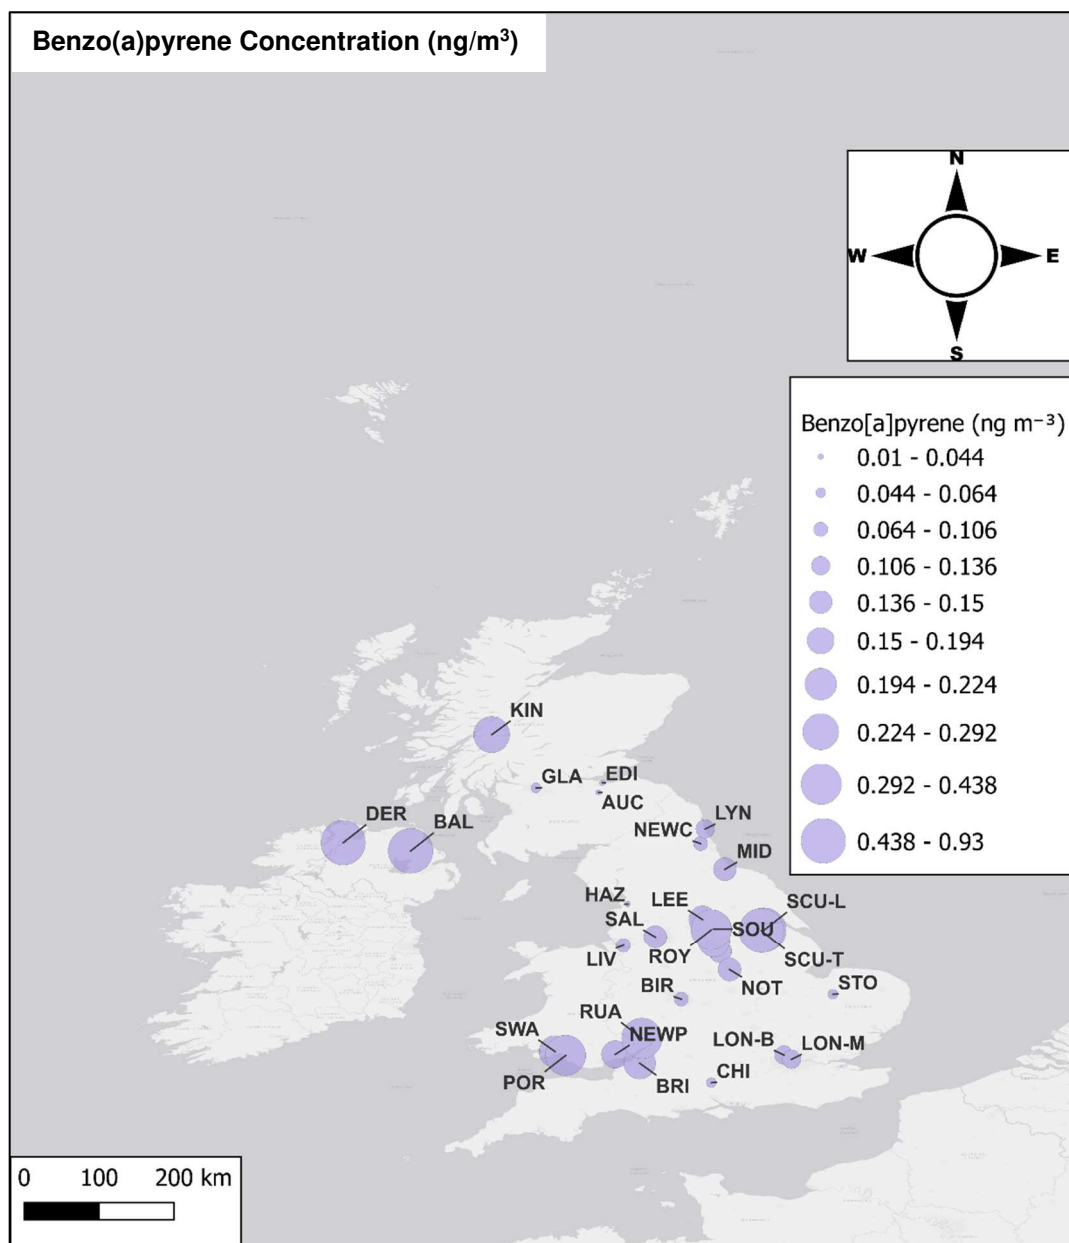 Benzo(a)pyrene Concentration (ng/m³)
N
W
E
S
Benzo[a]pyrene (ng m⁻³)
0.01 - 0.044
0.044 - 0.064
0.064 - 0.106
0.106 - 0.136
0.136 - 0.15
0.15 - 0.194
0.194 - 0.224
0.224 - 0.292
0.292 - 0.438
0.438 - 0.93
KIN
GLA
EDI
AUC
DER
BAL
LYN
NEWC
MID
HAZ
LEE
SCU-L
SAL
SOU
LIV
ROY
SCU-T
NOT
BIR
STO
RUA
SWA
NEWP
LON-B
LON-M
POR
BRI
CHI
0 100 200 km